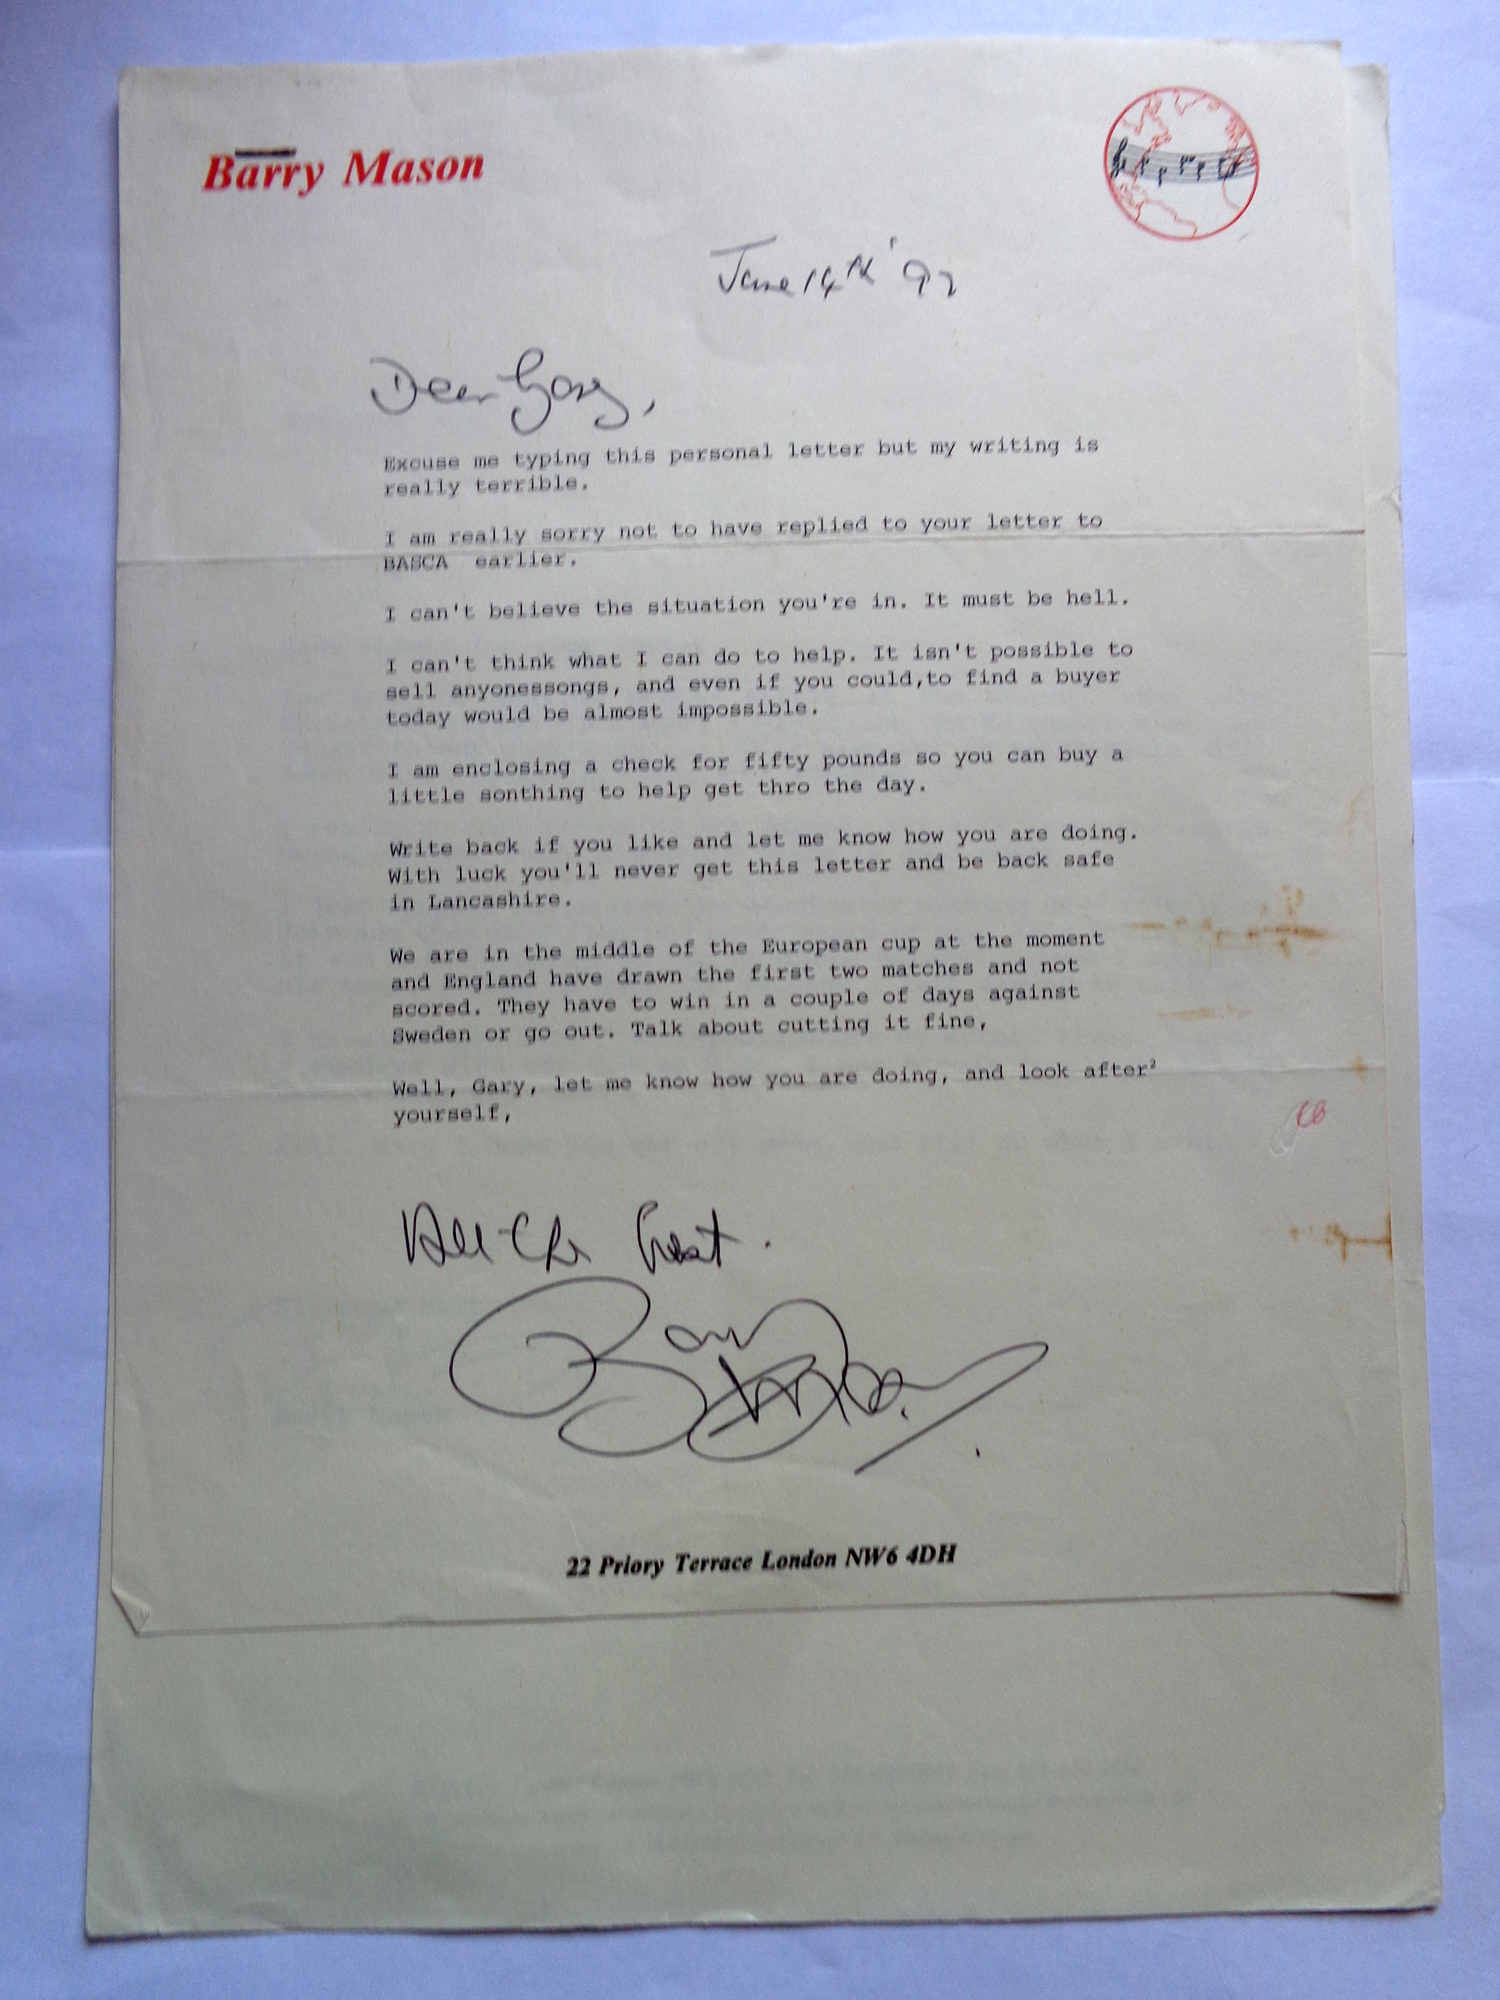 Barry Mason
June 14th '92
Dear Gary,
Excuse me typing this personal letter but my writing is
really terrible.
I am really sorry not to have replied to your letter to
BASCA earlier.
I can't believe the situation you're in. It must be hell.
I can't think what I can do to help. It isn't possible to
sell anyonessongs, and even if you could,to find a buyer
today would be almost impossible.
I am enclosing a check for fifty pounds so you can buy a
little sonthing to help get thro the day.
Write back if you like and let me know how you are doing.
With luck you'll never get this letter and be back safe
in Lancashire.
We are in the middle of the European cup at the moment
and England have drawn the first two matches and not
scored. They have to win in a couple of days against
Sweden or go out. Talk about cutting it fine,
Well, Gary, let me know how you are doing, and look after²
yourself,
All the best.
Barry Mason
22 Priory Terrace London NW6 4DH